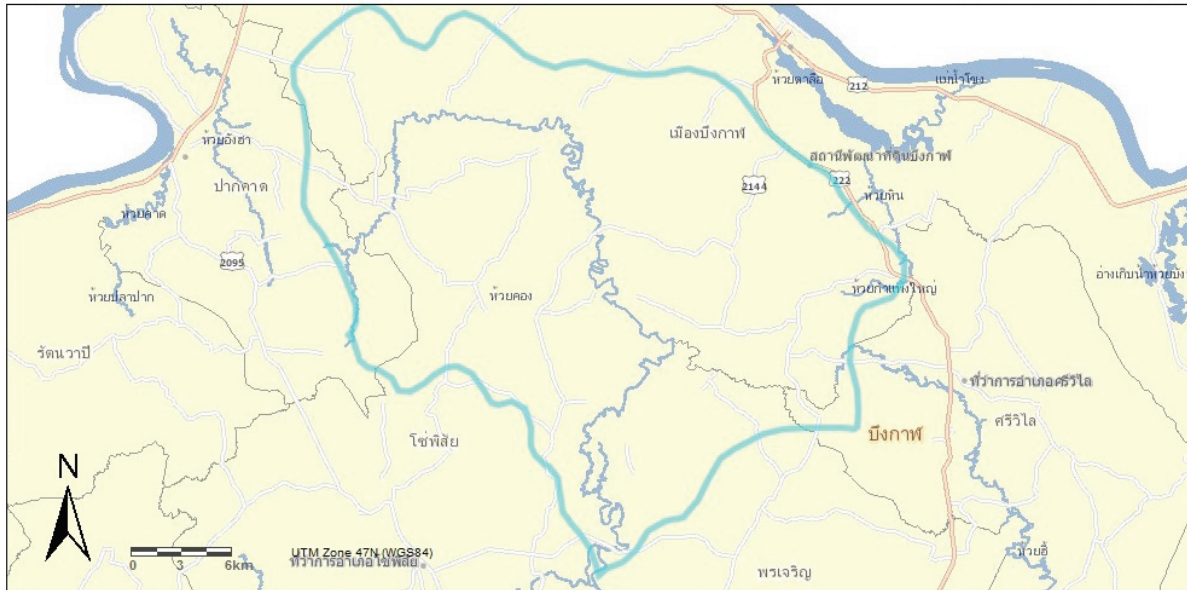 ห้วยตาลือ
แม่น้ำโขง
212
เมืองบึงกาฬ
ห้วยอังฮา
สถานีพัฒนาที่ดินบึงกาฬ
ปากคาด
2144
222
ห้วยหิน
ห้วยคาด
2095
อ่างเก็บน้ำห้วยบัง
ห้วยปลาปาก
ห้วยคอง
ห้วยกำแพงใหญ่
รัตนวาปี
ที่ว่าการอำเภอศรีวิไล
ศรีวิไล
โซ่พิสัย
บึงกาฬ
N
UTM Zone 47N (WGS84)
0 3 6km
ที่ว่าการอำเภอโซ่พิสัย
ห้วยฮี้
พรเจริญ